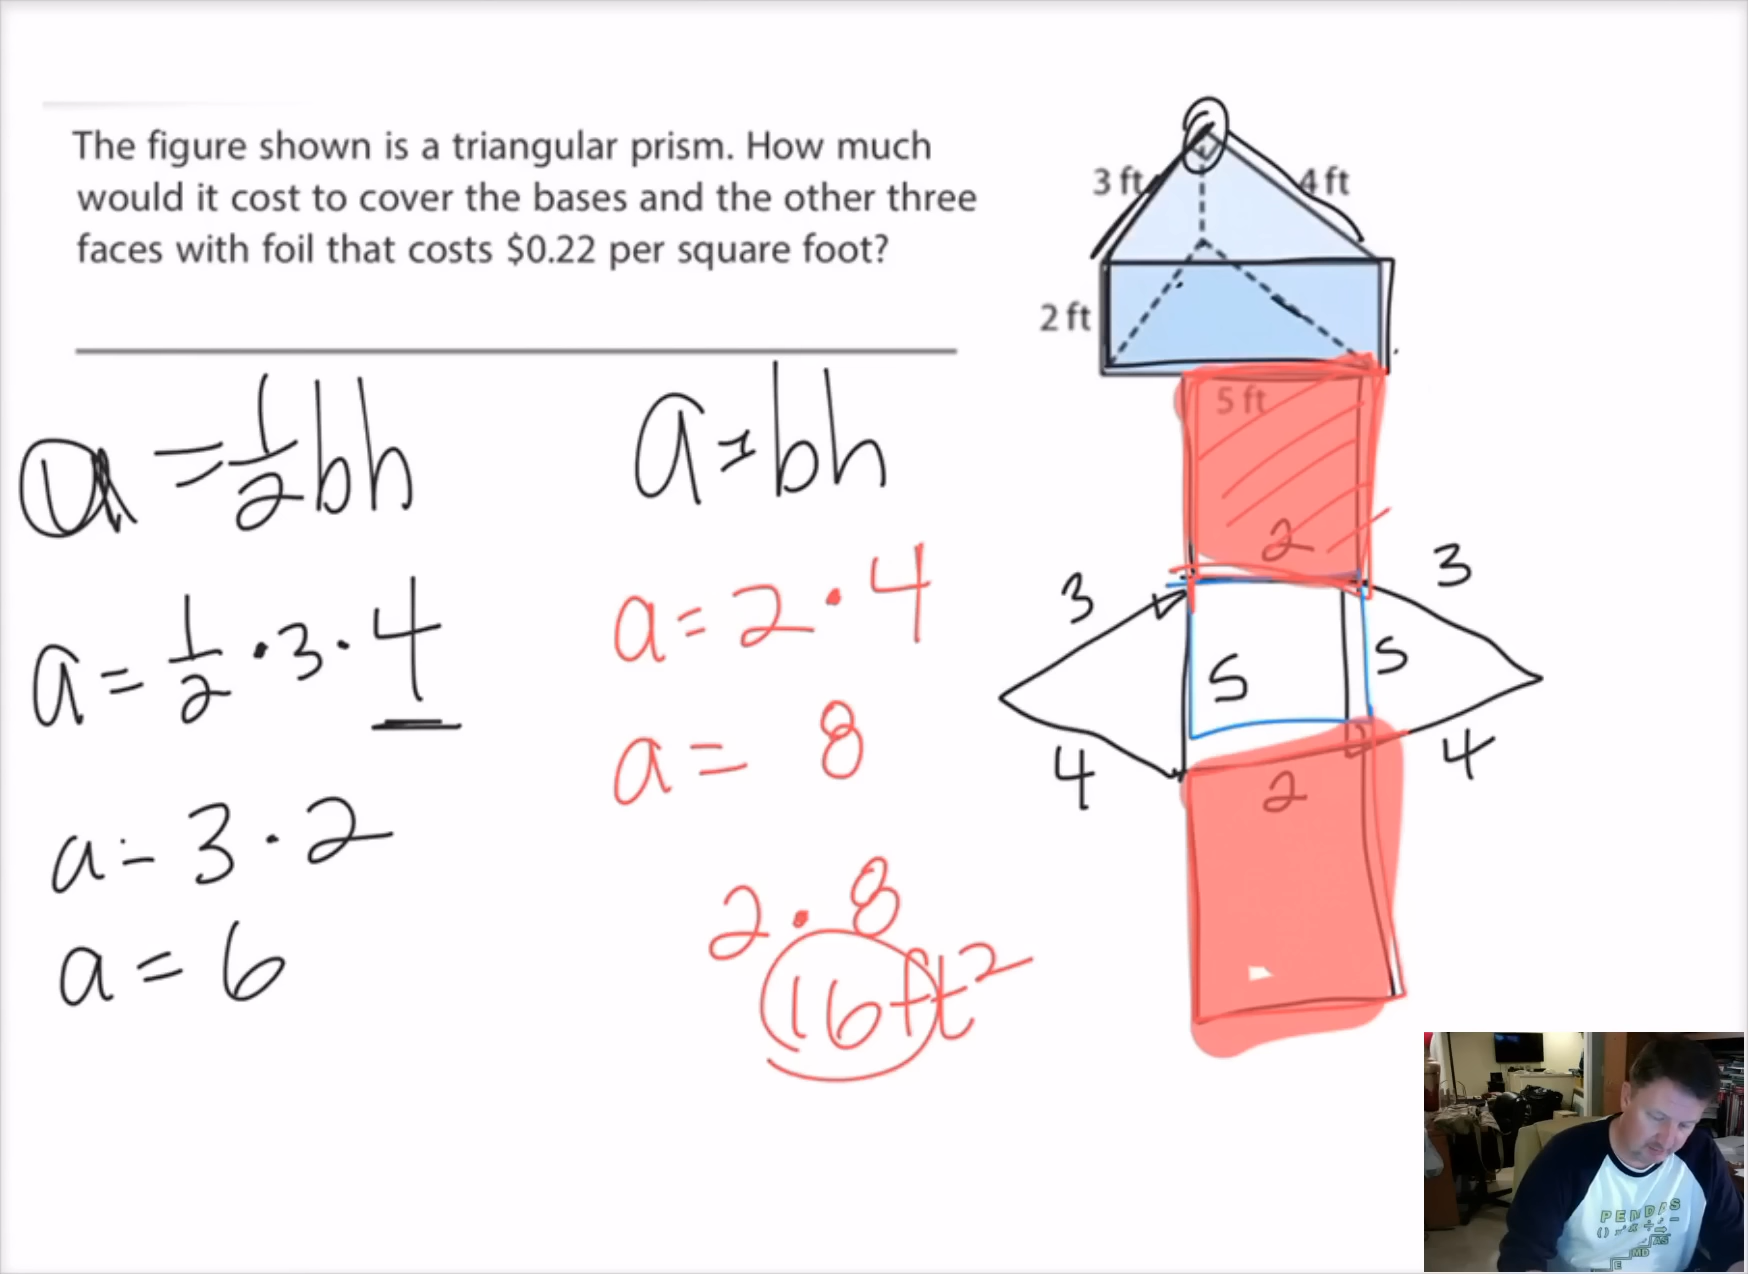 The figure shown is a triangular prism. How much
would it cost to cover the bases and the other three
faces with foil that costs $0.22 per square foot?
3 ft
4 ft
2 ft
5 ft
a = 1/2 bh
a = 1/2 · 3 · 4
a = 3 · 2
a = 6
a = bh
a = 2 · 4
a = 8
2 · 8
16 ft²
2
3
3
5
5
4
4
2
PEMDAS
MD
AS
E